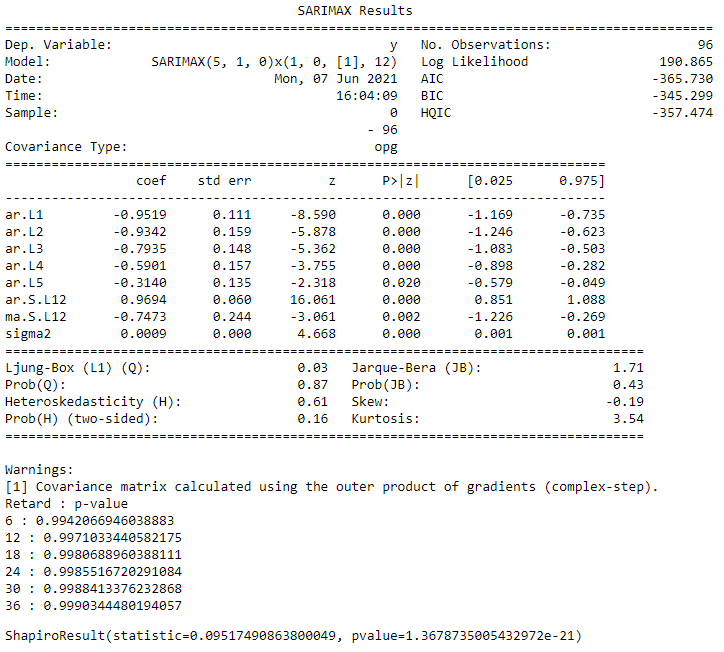 SARIMAX Results
==========================================================================================
Dep. Variable: y No. Observations: 96
Model: SARIMAX(5, 1, 0)x(1, 0, [1], 12) Log Likelihood 190.865
Date: Mon, 07 Jun 2021 AIC -365.730
Time: 16:04:09 BIC -345.299
Sample: 0 HQIC -357.474
- 96
Covariance Type: opg
==============================================================================
coef std err z P>|z| [0.025 0.975]
------------------------------------------------------------------------------
ar.L1 -0.9519 0.111 -8.590 0.000 -1.169 -0.735
ar.L2 -0.9342 0.159 -5.878 0.000 -1.246 -0.623
ar.L3 -0.7935 0.148 -5.362 0.000 -1.083 -0.503
ar.L4 -0.5901 0.157 -3.755 0.000 -0.898 -0.282
ar.L5 -0.3140 0.135 -2.318 0.020 -0.579 -0.049
ar.S.L12 0.9694 0.060 16.061 0.000 0.851 1.088
ma.S.L12 -0.7473 0.244 -3.061 0.002 -1.226 -0.269
sigma2 0.0009 0.000 4.668 0.000 0.001 0.001
===================================================================================
Ljung-Box (L1) (Q): 0.03 Jarque-Bera (JB): 1.71
Prob(Q): 0.87 Prob(JB): 0.43
Heteroskedasticity (H): 0.61 Skew: -0.19
Prob(H) (two-sided): 0.16 Kurtosis: 3.54
===================================================================================
Warnings:
[1] Covariance matrix calculated using the outer product of gradients (complex-step).
Retard : p-value
6 : 0.9942066946038883
12 : 0.9971033440582175
18 : 0.9980688960388111
24 : 0.9985516720291084
30 : 0.9988413376232868
36 : 0.9990344480194057
ShapiroResult(statistic=0.09517490863800049, pvalue=1.3678735005432972e-21)